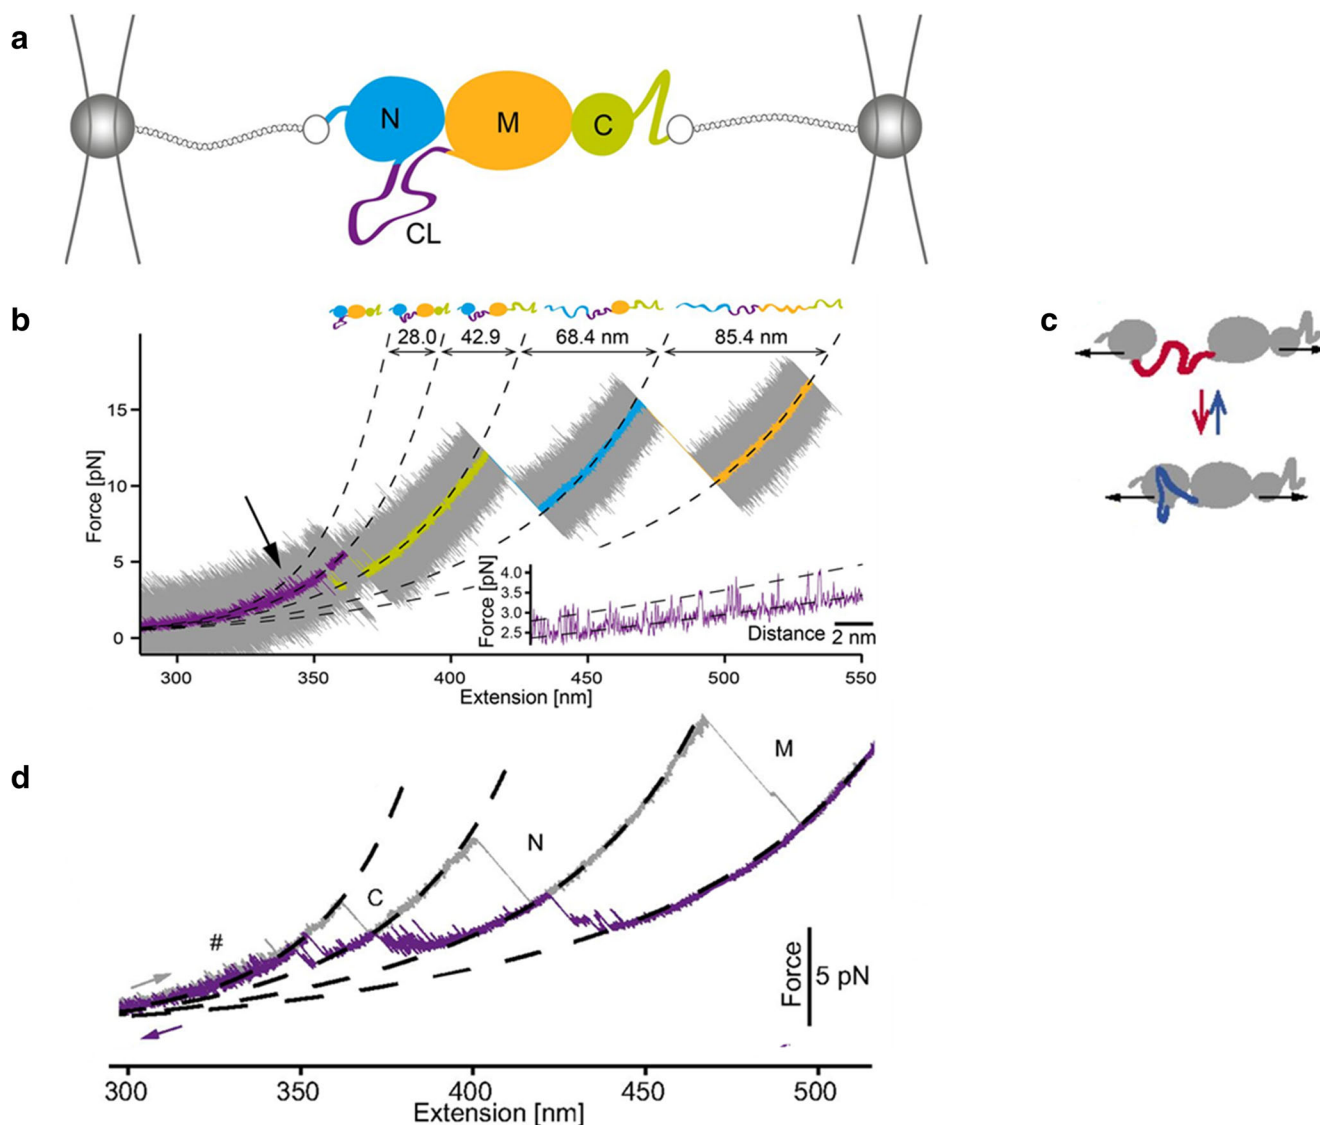 a
N M C
CL
b
28.0 42.9 68.4 nm 85.4 nm
Force [pN]
15
10
5
0
300 350 400 450 500 550
Extension [nm]
Force [pN]
4.0
3.5
3.0
2.5
Distance 2 nm
c
d
# C N M
Force 5 pN
300 350 400 450 500
Extension [nm]